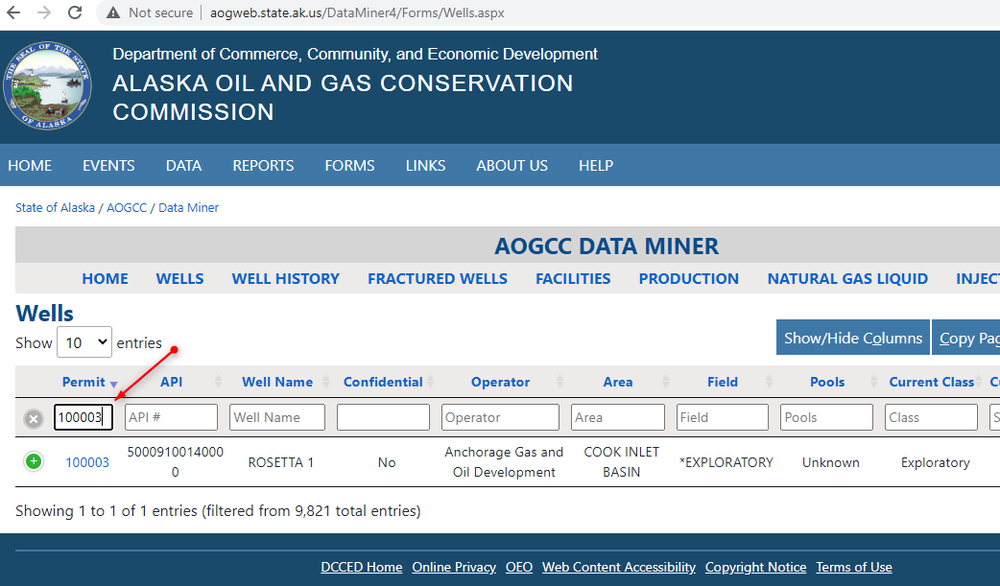 Not secure | aogweb.state.ak.us/DataMiner4/Forms/Wells.aspx
THE SEAL OF THE STATE OF ALASKA
Department of Commerce, Community, and Economic Development
ALASKA OIL AND GAS CONSERVATION
COMMISSION
HOME EVENTS DATA REPORTS FORMS LINKS ABOUT US HELP
State of Alaska / AOGCC / Data Miner
AOGCC DATA MINER
HOME WELLS WELL HISTORY FRACTURED WELLS FACILITIES PRODUCTION NATURAL GAS LIQUID INJECT
Wells
Show 10 entries
Show/Hide Columns Copy Pag
Permit API Well Name Confidential Operator Area Field Pools Current Class C
100003 API # Well Name Operator Area Field Pools Class S
100003 5000910014000 ROSETTA 1 No Anchorage Gas and COOK INLET *EXPLORATORY Unknown Exploratory
0 Oil Development BASIN
Showing 1 to 1 of 1 entries (filtered from 9,821 total entries)
DCCED Home Online Privacy OEO Web Content Accessibility Copyright Notice Terms of Use